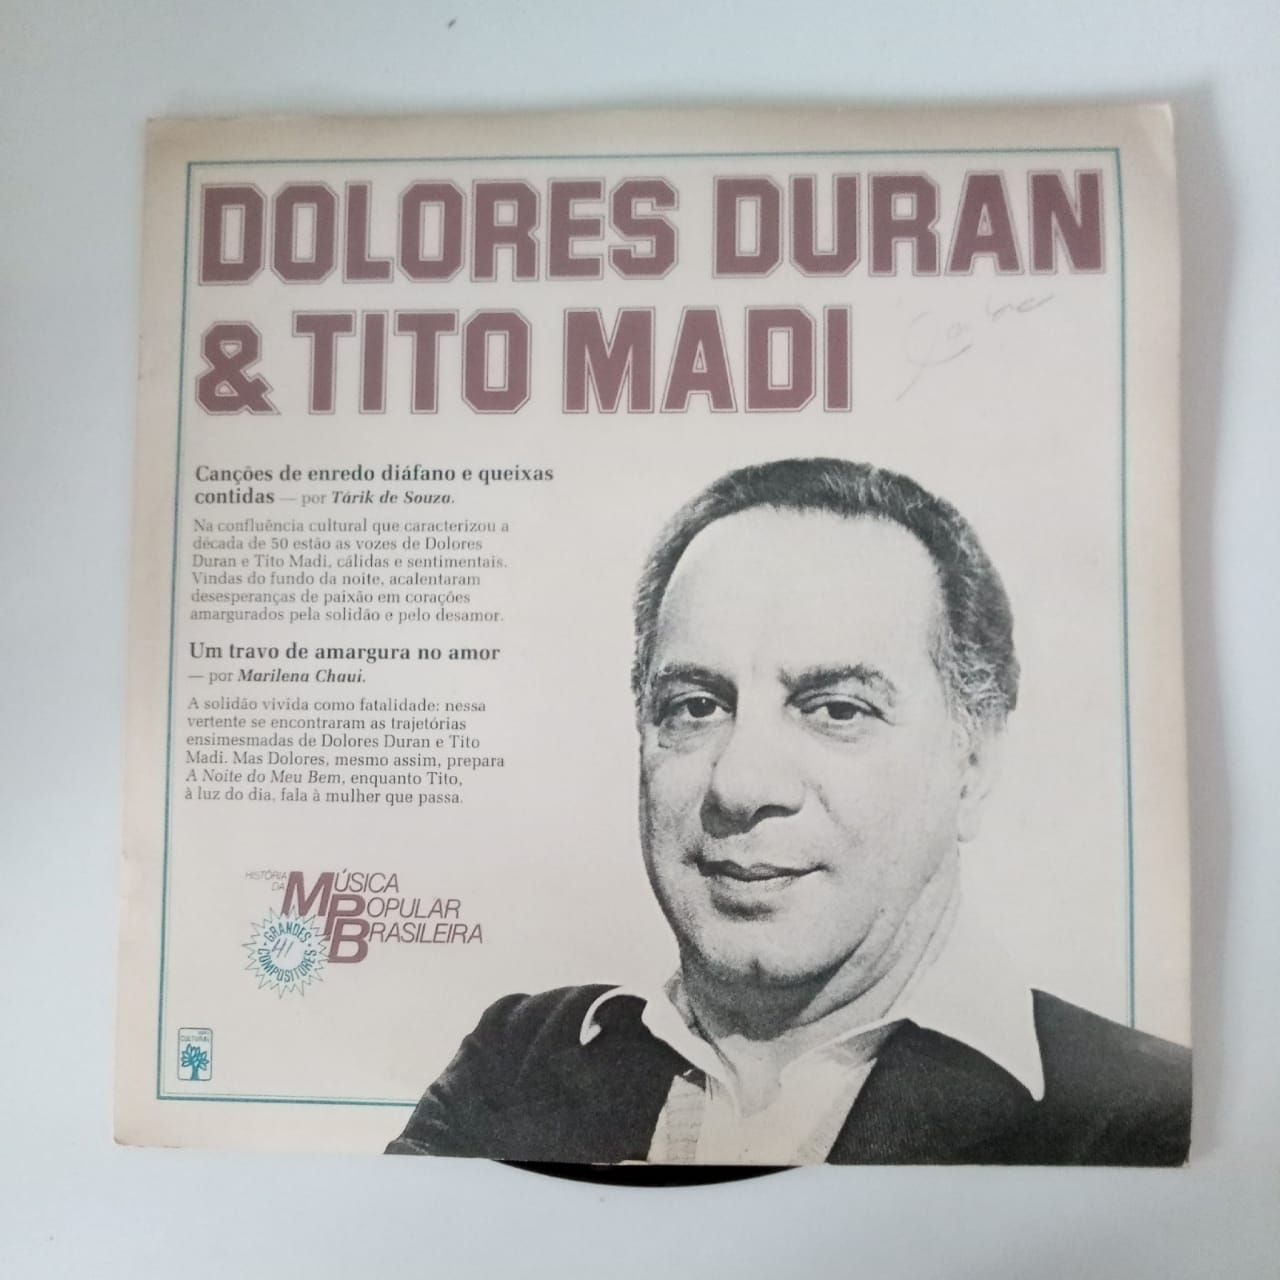 DOLORES DURAN
& TITO MADI
Canções de enredo diáfano e queixas
contidas — por Tárik de Souza.
Na confluência cultural que caracterizou a
década de 50 estão as vozes de Dolores
Duran e Tito Madi, cálidas e sentimentais.
Vindas do fundo da noite, acalentaram
desesperanças de paixão em corações
amargurados pela solidão e pelo desamor.
Um travo de amargura no amor
— por Marilena Chaui.
A solidão vivida como fatalidade: nessa
vertente se encontraram as trajetórias
ensimesmadas de Dolores Duran e Tito
Madi. Mas Dolores, mesmo assim, prepara
A Noite do Meu Bem, enquanto Tito,
à luz do dia, fala à mulher que passa.
HISTÓRIA
DA
MÚSICA
POPULAR
BRASILEIRA
GRANDES
41
COMPOSITORES
CULTURAL